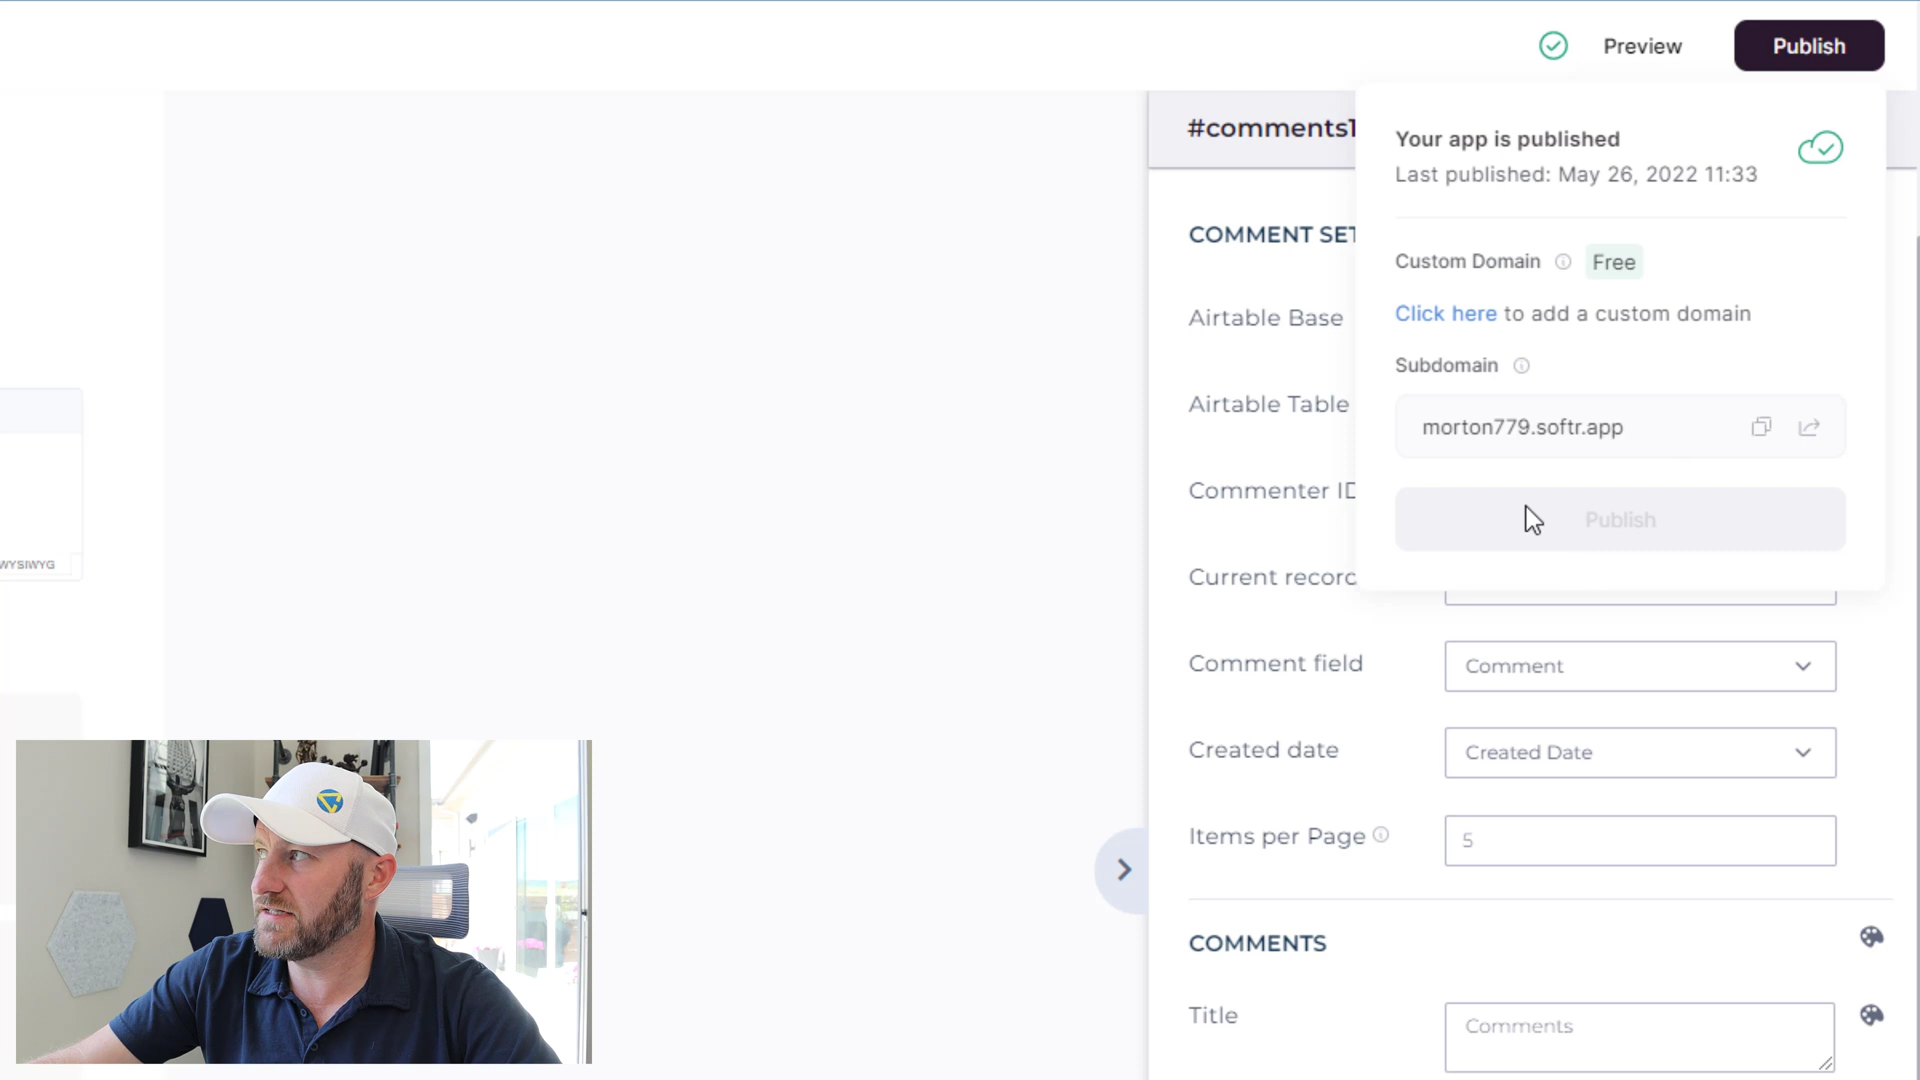 Preview
Publish
#comments1
Your app is published
Last published: May 26, 2022 11:33
COMMENT SET
Custom Domain
Free
Airtable Base
Click here to add a custom domain
Subdomain
Airtable Table
morton779.softr.app
Commenter ID
Publish
WYSIWYG
Current record
Comment field
Comment
Created date
Created Date
Items per Page
5
COMMENTS
Title
Comments